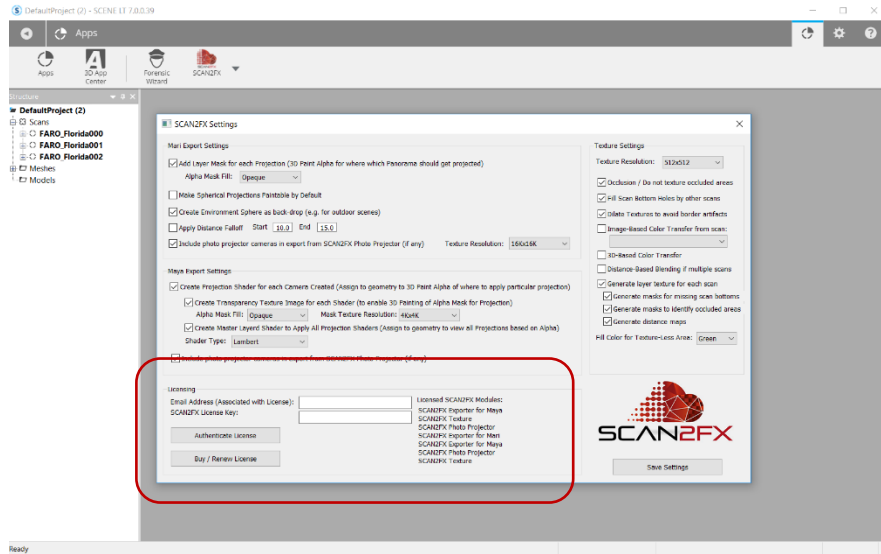 DefaultProject (2) - SCENE LT 7.0.0.39
Apps
Apps
3D App
Center
Forensic
Wizard
SCAN2FX
Structure
DefaultProject (2)
Scans
FARO_Florida000
FARO_Florida001
FARO_Florida002
Meshes
Models
SCAN2FX Settings
Mari Export Settings
Add Layer Mask for each Projection (3D Paint Alpha for where which Panorama should get projected)
Alpha Mask Fill: Opaque
Make Spherical Projections Paintable by Default
Create Environment Sphere as back-drop (e.g. for outdoor scenes)
Apply Distance Falloff Start 10.0 End 15.0
Include photo projector cameras in export from SCAN2FX Photo Projector (if any) Texture Resolution: 16Kx16K
Maya Export Settings
Create Projection Shader for each Camera Created (Assign to geometry to 3D Paint Alpha of where to apply particular projection)
Create Transparency Texture Image for each Shader (to enable 3D Painting of Alpha Mask for Projection)
Alpha Mask Fill: Opaque Mask Texture Resolution: 4Kx4K
Create Master Layerd Shader to Apply All Projection Shaders (Assign to geometry to view all Projections based on Alpha)
Shader Type: Lambert
Include photo projector cameras in export from SCAN2FX Photo Projector (if any)
Licensing
Email Address (Associated with License):
SCAN2FX License Key:
Authenticate License
Buy / Renew License
Licensed SCAN2FX Modules:
SCAN2FX Exporter for Maya
SCAN2FX Texture
SCAN2FX Photo Projector
SCAN2FX Exporter for Mari
SCAN2FX Exporter for Maya
SCAN2FX Photo Projector
SCAN2FX Texture
Texture Settings
Texture Resolution: 512x512
Occlusion / Do not texture occluded areas
Fill Scan Bottom Holes by other scans
Dilate Textures to avoid border artifacts
Image-Based Color Transfer from scan:
3D-Based Color Transfer
Distance-Based Blending if multiple scans
Generate layer texture for each scan
Generate masks for missing scan bottoms
Generate masks to identify occluded areas
Generate distance maps
Fill Color for Texture-Less Area: Green
SCAN2FX
Save Settings
Ready